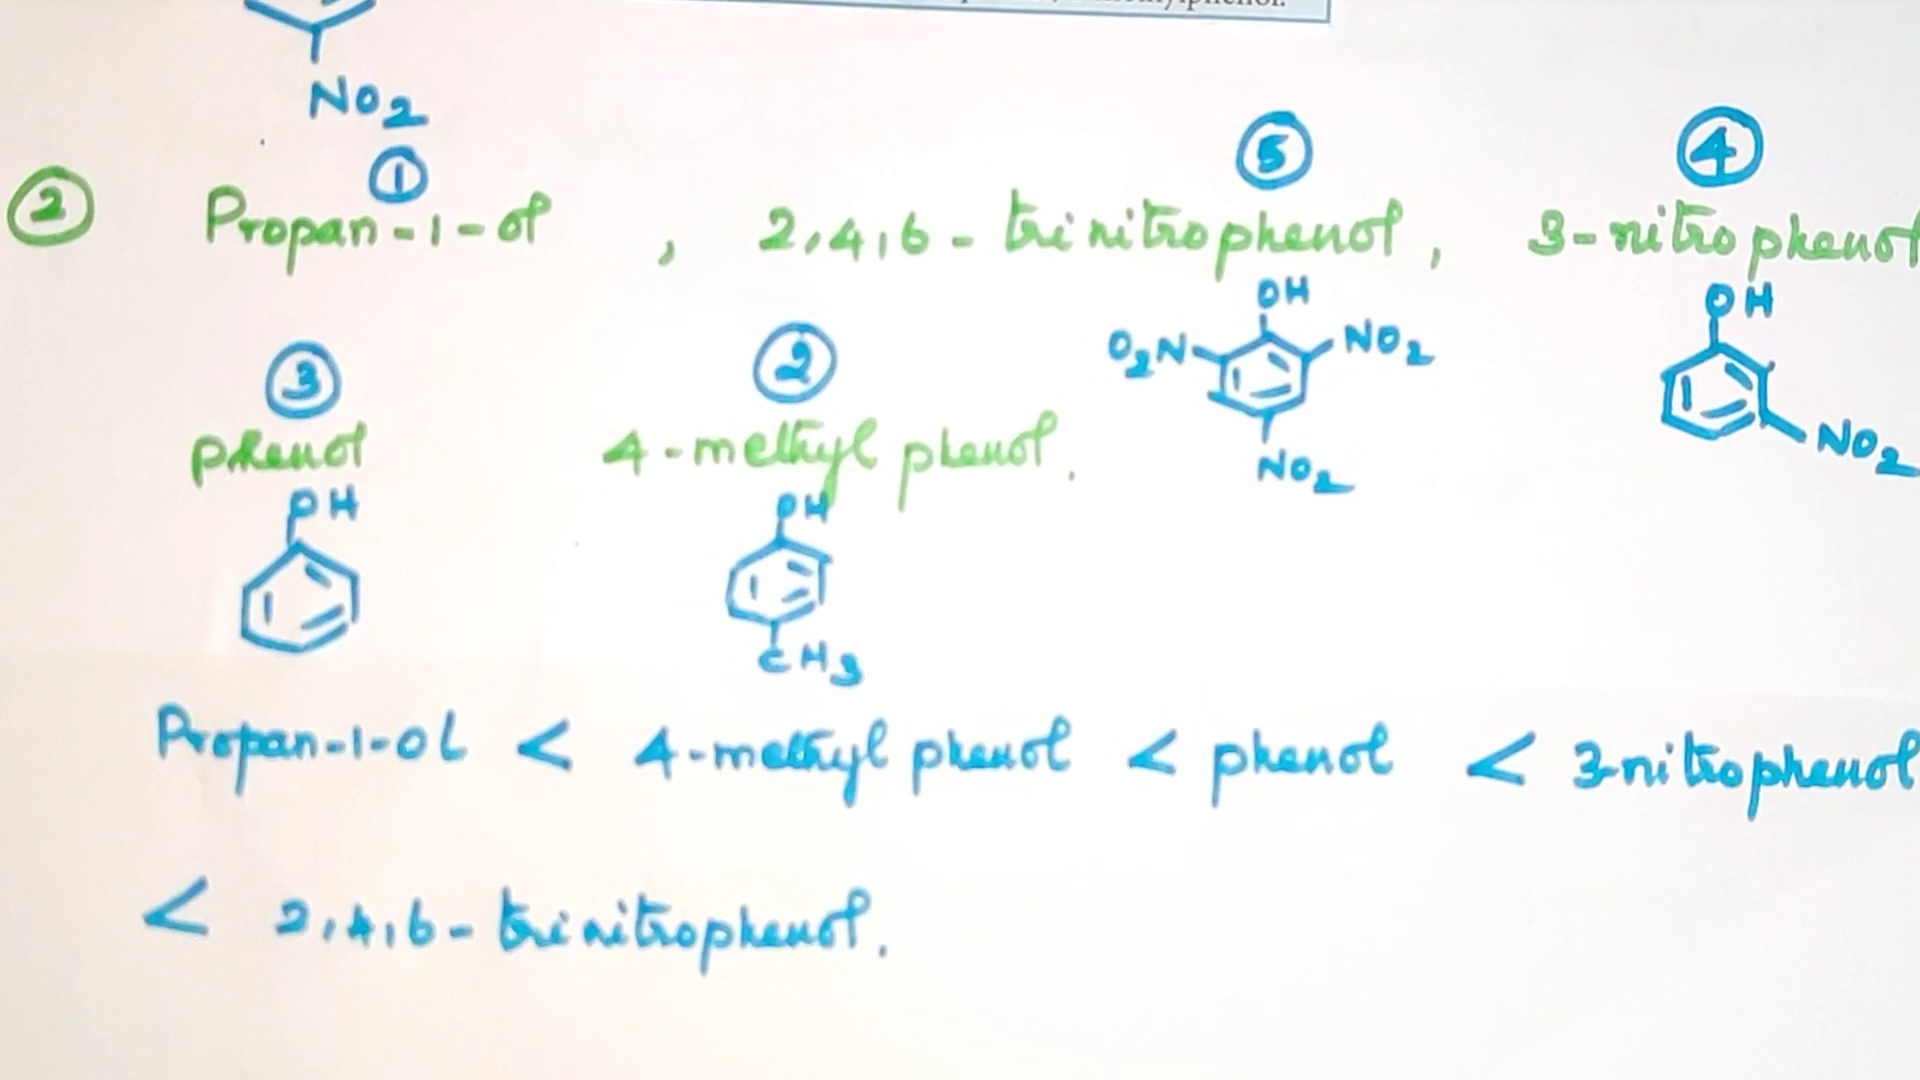 NO2
①
② Propan-1-ol , 2,4,6-trinitrophenol, 3-nitrophenol
⑤ ④
OH OH
O2N NO2
NO2 NO2
③ ②
phenol 4-methyl phenol.
OH OH
CH3
Propan-1-ol < 4-methyl phenol < phenol < 3-nitrophenol
< 2,4,6-trinitrophenol.